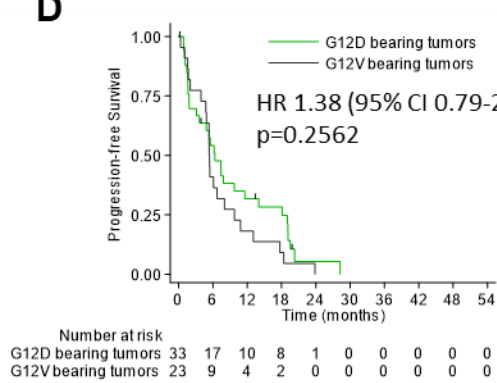 D
1.00
0.75
0.50
0.25
0.00
Progression-free Survival
G12D bearing tumors
G12V bearing tumors
HR 1.38 (95% CI 0.79-2
p=0.2562
0 6 12 18 24 30 36 42 48 54
Time (months)
Number at risk
G12D bearing tumors 33 17 10 8 1 0 0 0 0 0
G12V bearing tumors 23 9 4 2 0 0 0 0 0 0